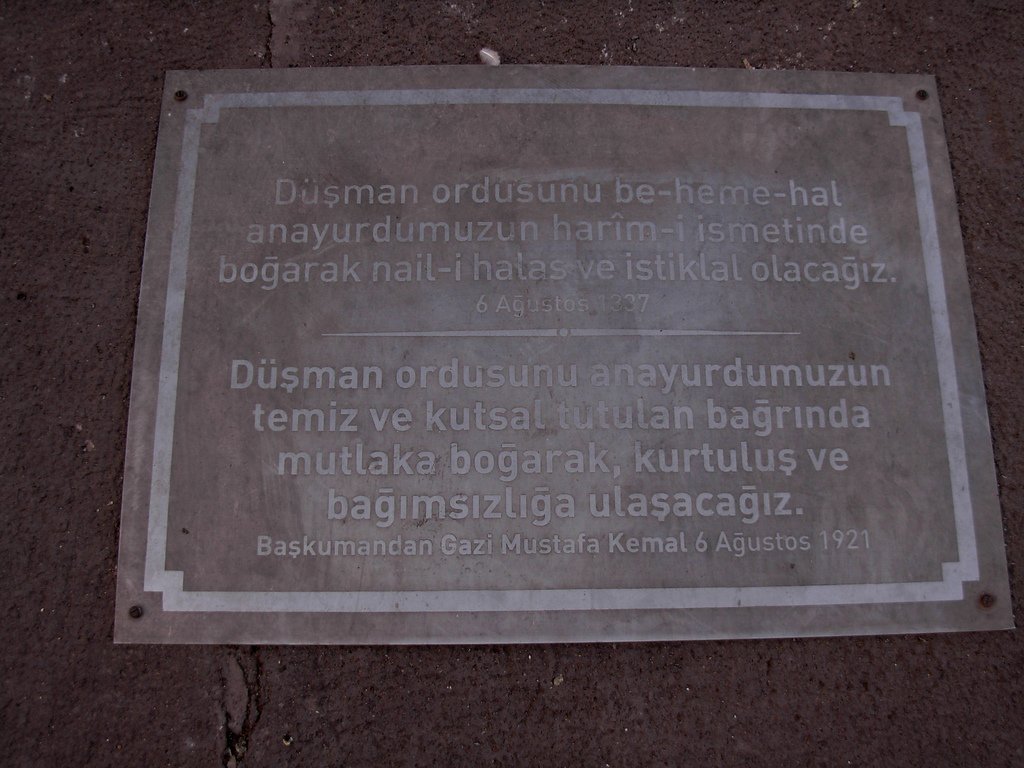 Düşman ordusunu be-heme-hal
anayurdumuzun harîm-i ismetinde
boğarak nail-i halas ve istiklal olacağız.
6 Ağustos 1337
Düşman ordusunu anayurdumuzun
temiz ve kutsal tutulan bağrında
mutlaka boğarak, kurtuluş ve
bağımsızlığa ulaşacağız.
Başkumandan Gazi Mustafa Kemal 6 Ağustos 1921